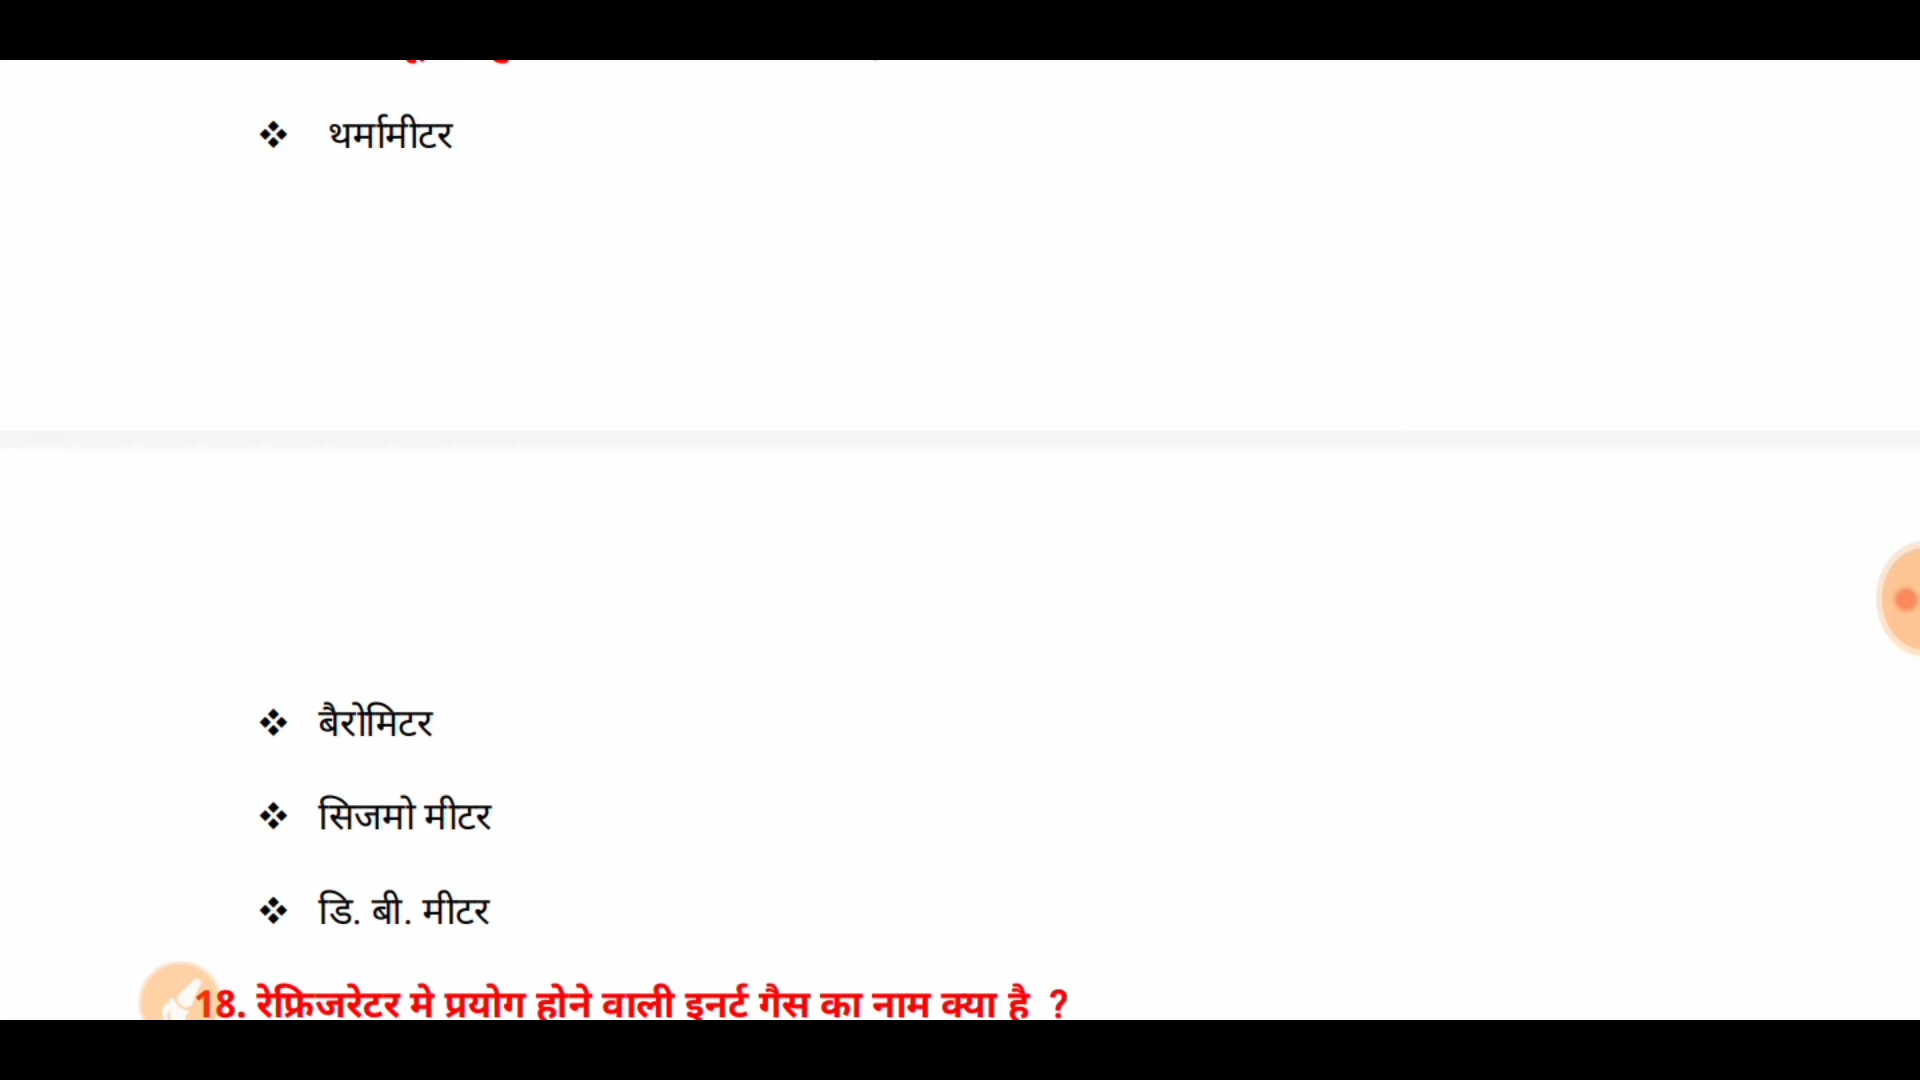 ❖ थर्मामीटर
❖ बैरोमिटर
❖ सिजमो मीटर
❖ डि. बी. मीटर
18. रेफ्रिजरेटर मे प्रयोग होने वाली इनर्ट गैस का नाम क्या है ?